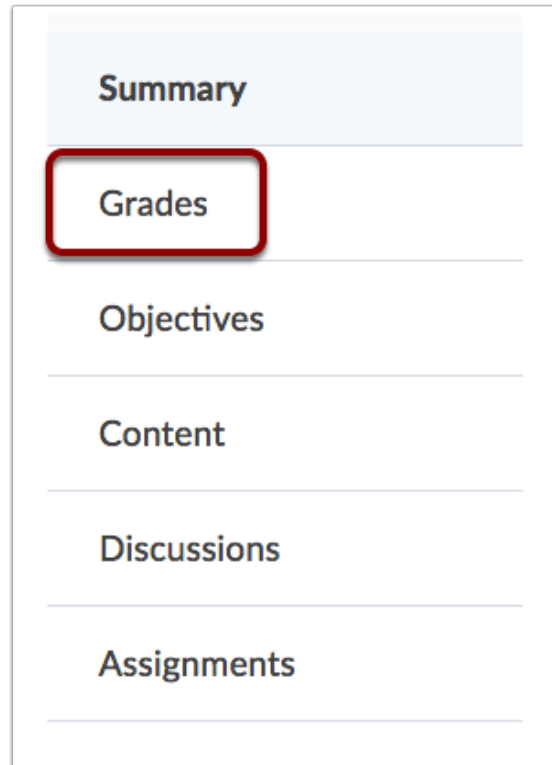 Summary
Grades
Objectives
Content
Discussions
Assignments